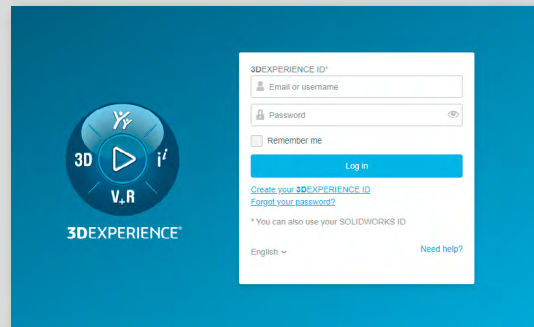 3D
i²
V+R
3DEXPERIENCE®
3DEXPERIENCE ID*
Email or username
Password
Remember me
Log in
Create your 3DEXPERIENCE ID
Forgot your password?
* You can also use your SOLIDWORKS ID
English
Need help?